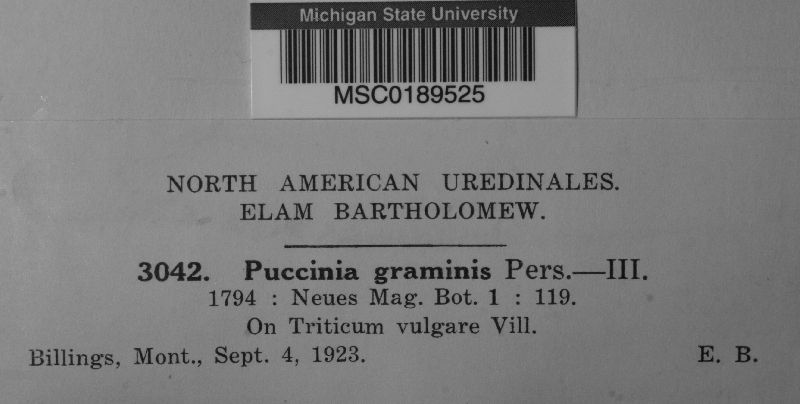 Michigan State University
MSC0189525
NORTH AMERICAN UREDINALES.
ELAM BARTHOLOMEW.
3042. Puccinia graminis Pers.—III.
1794 : Neues Mag. Bot. 1 : 119.
On Triticum vulgare Vill.
Billings, Mont., Sept. 4, 1923. E. B.